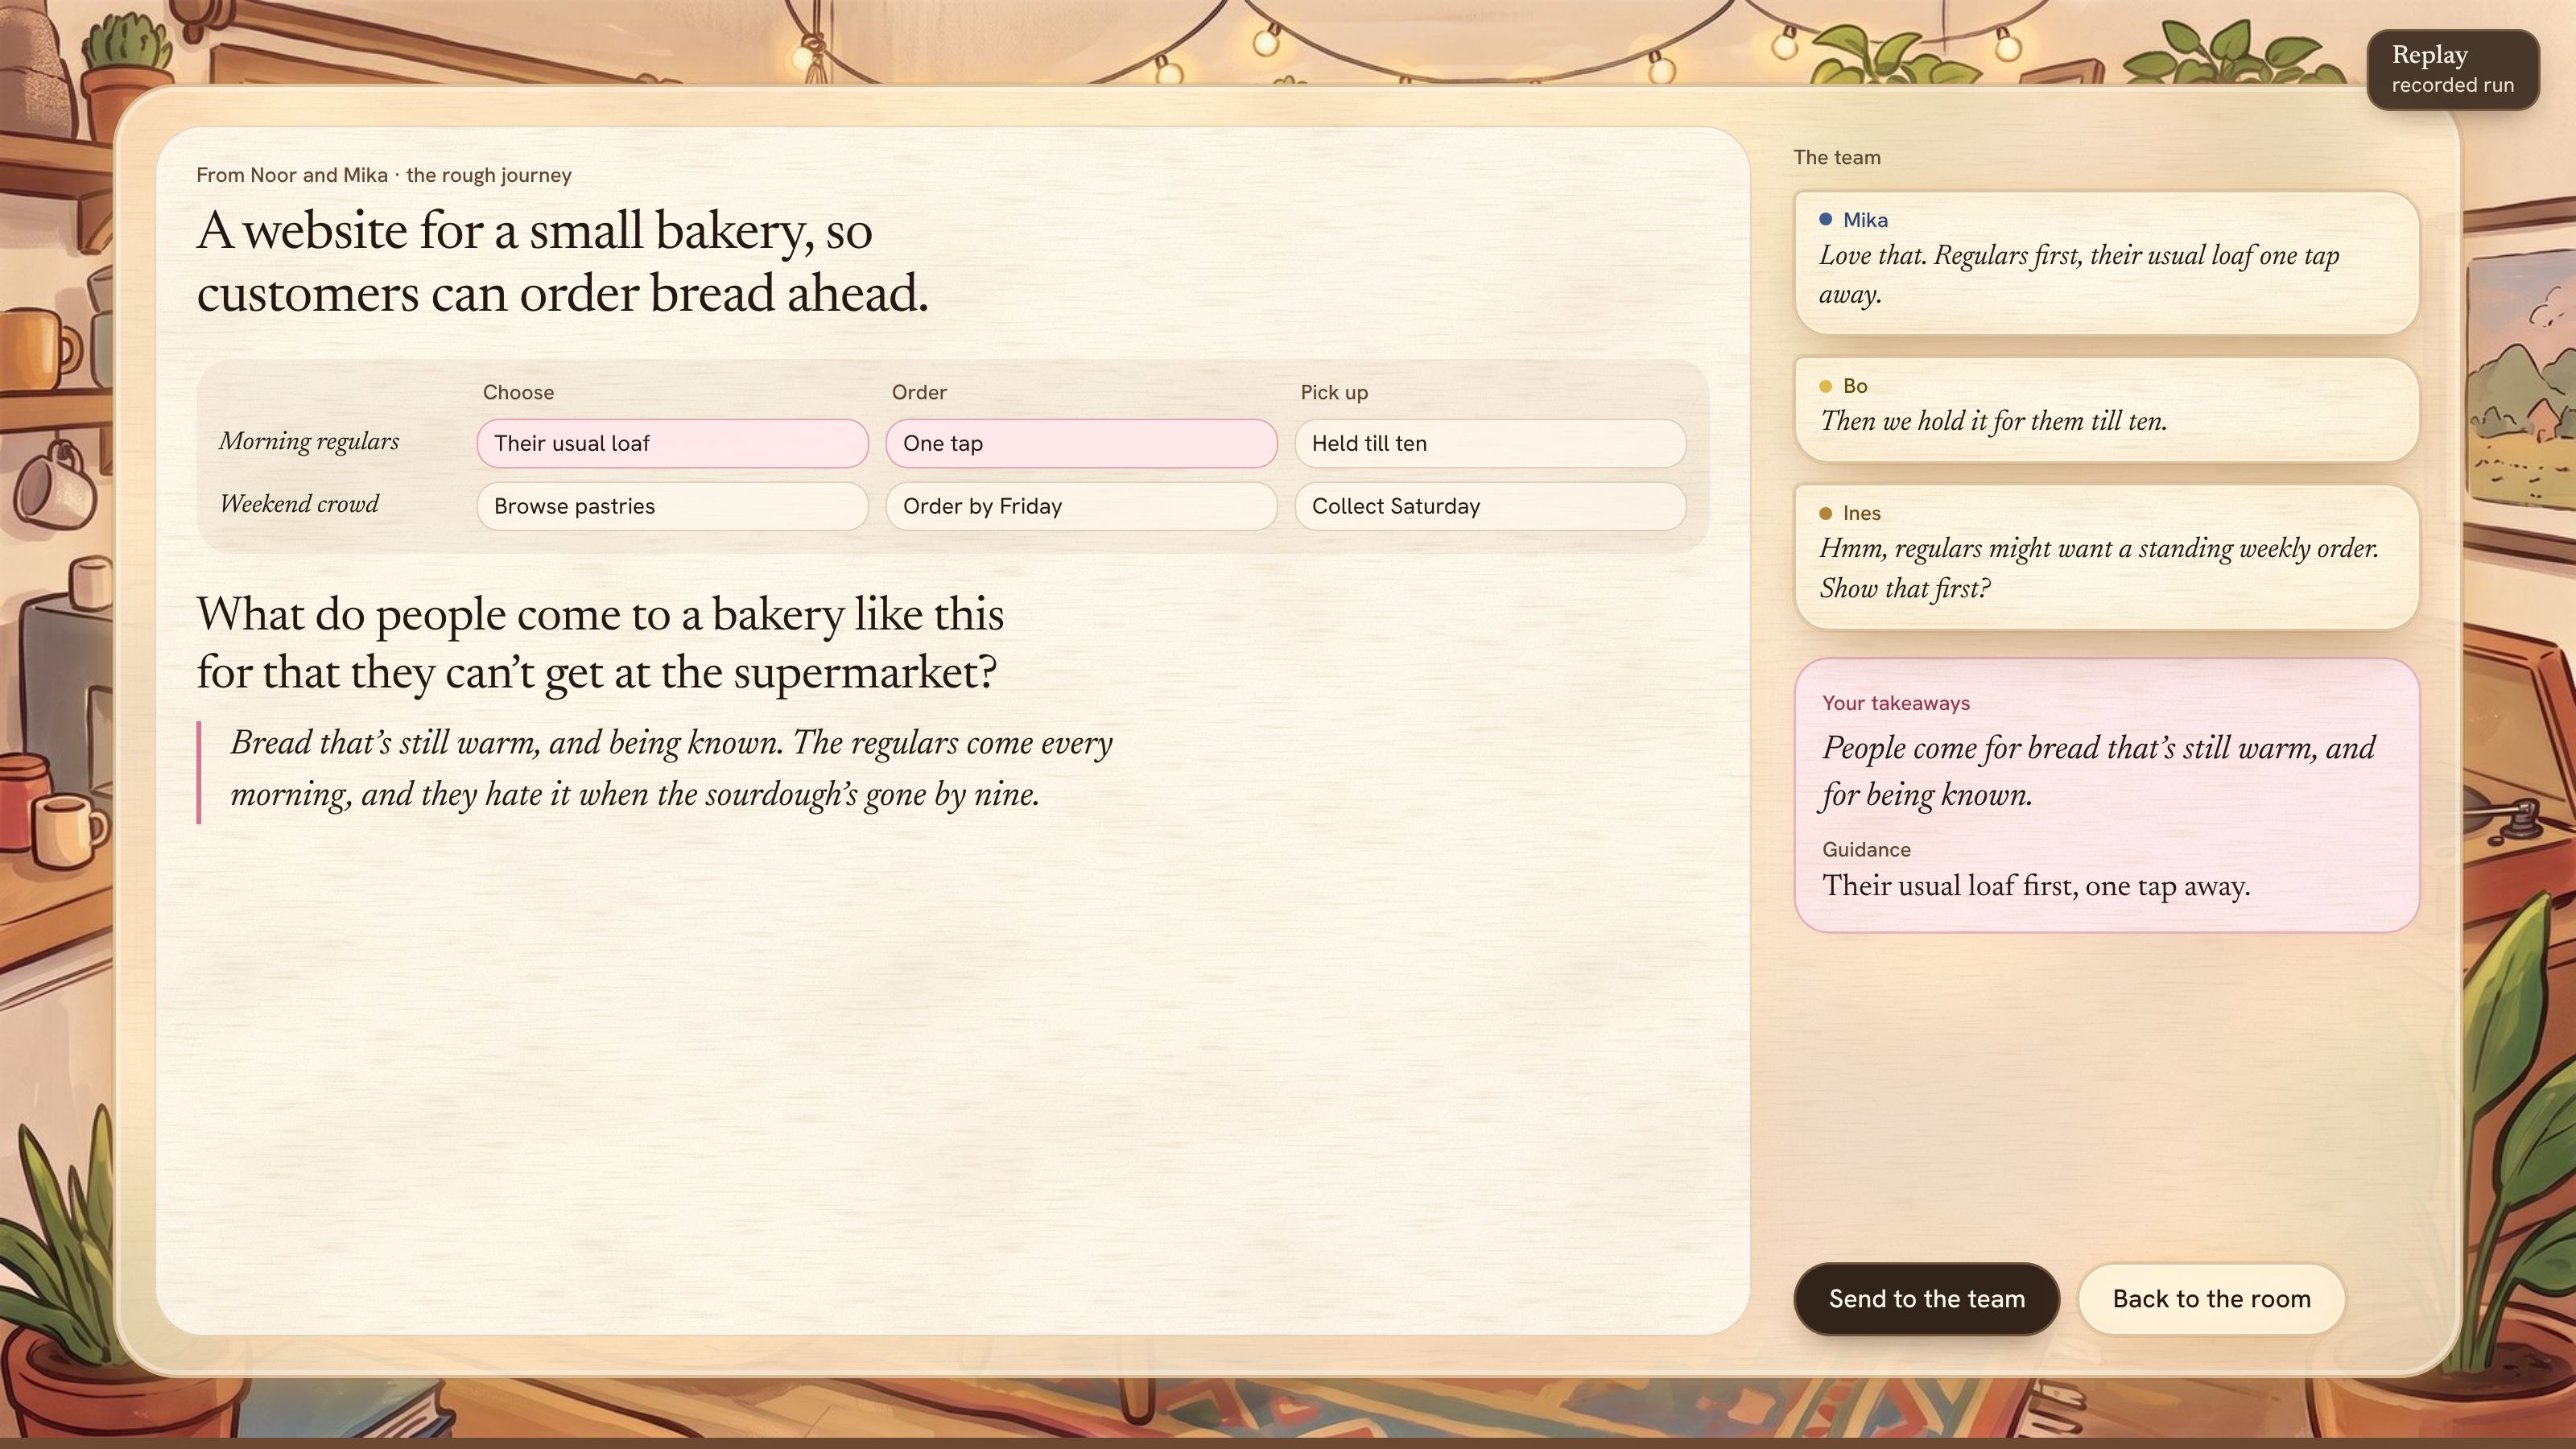 Replay
recorded run
From Noor and Mika · the rough journey
A website for a small bakery, so
customers can order bread ahead.
Choose Order Pick up
Morning regulars Their usual loaf One tap Held till ten
Weekend crowd Browse pastries Order by Friday Collect Saturday
What do people come to a bakery like this
for that they can’t get at the supermarket?
Bread that’s still warm, and being known. The regulars come every
morning, and they hate it when the sourdough’s gone by nine.
The team
Mika
Love that. Regulars first, their usual loaf one tap
away.
Bo
Then we hold it for them till ten.
Ines
Hmm, regulars might want a standing weekly order.
Show that first?
Your takeaways
People come for bread that’s still warm, and
for being known.
Guidance
Their usual loaf first, one tap away.
Send to the team Back to the room